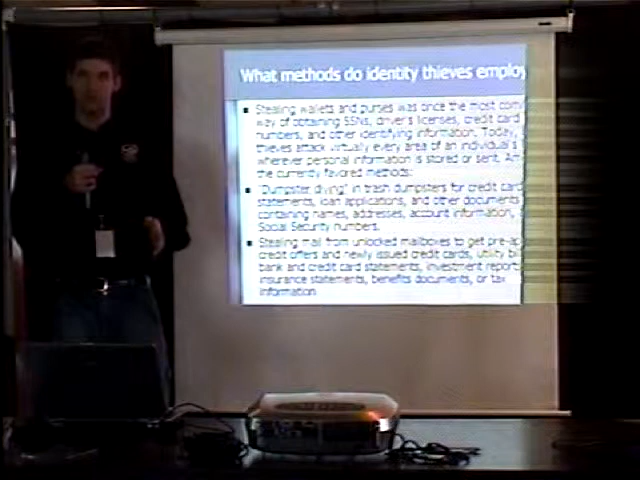 What methods do identity thieves employ
Stealing wallets and purses was once the most com
way of obtaining SSNs, driver's licenses, credit card
numbers, and other identifying information. Today,
thieves attack virtually every area of an individual's
wherever personal information is stored or sent. Am
the currently favored methods:
"Dumpster diving" in trash dumpsters for credit card
statements, loan applications, and other documents
containing names, addresses, account information,
Social Security numbers.
Stealing mail from unlocked mailboxes to get pre-ap
credit offers and newly issued credit cards, utility bi
bank and credit card statements, investment report
insurance statements, benefits documents, or tax
information